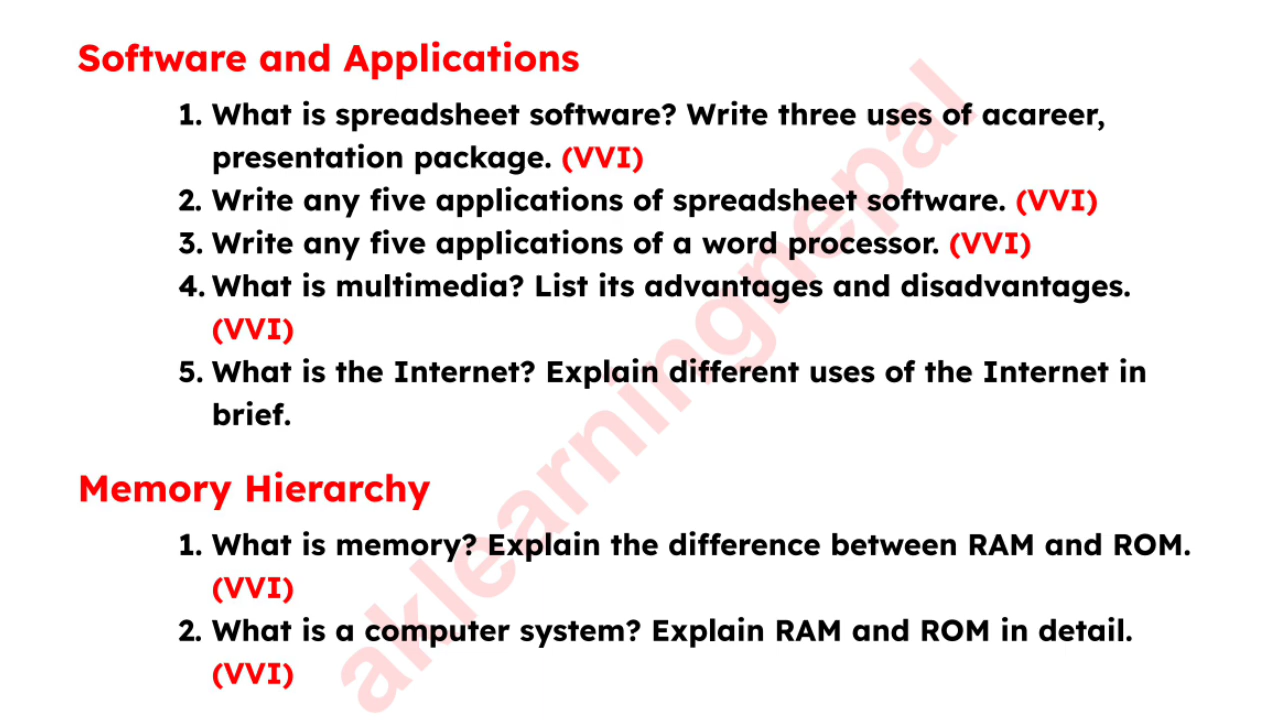 Software and Applications
1. What is spreadsheet software? Write three uses of acareer,
presentation package. (VVI)
2. Write any five applications of spreadsheet software. (VVI)
3. Write any five applications of a word processor. (VVI)
4. What is multimedia? List its advantages and disadvantages.
(VVI)
5. What is the Internet? Explain different uses of the Internet in
brief.
Memory Hierarchy
1. What is memory? Explain the difference between RAM and ROM.
(VVI)
2. What is a computer system? Explain RAM and ROM in detail.
(VVI)
aklearningnepal